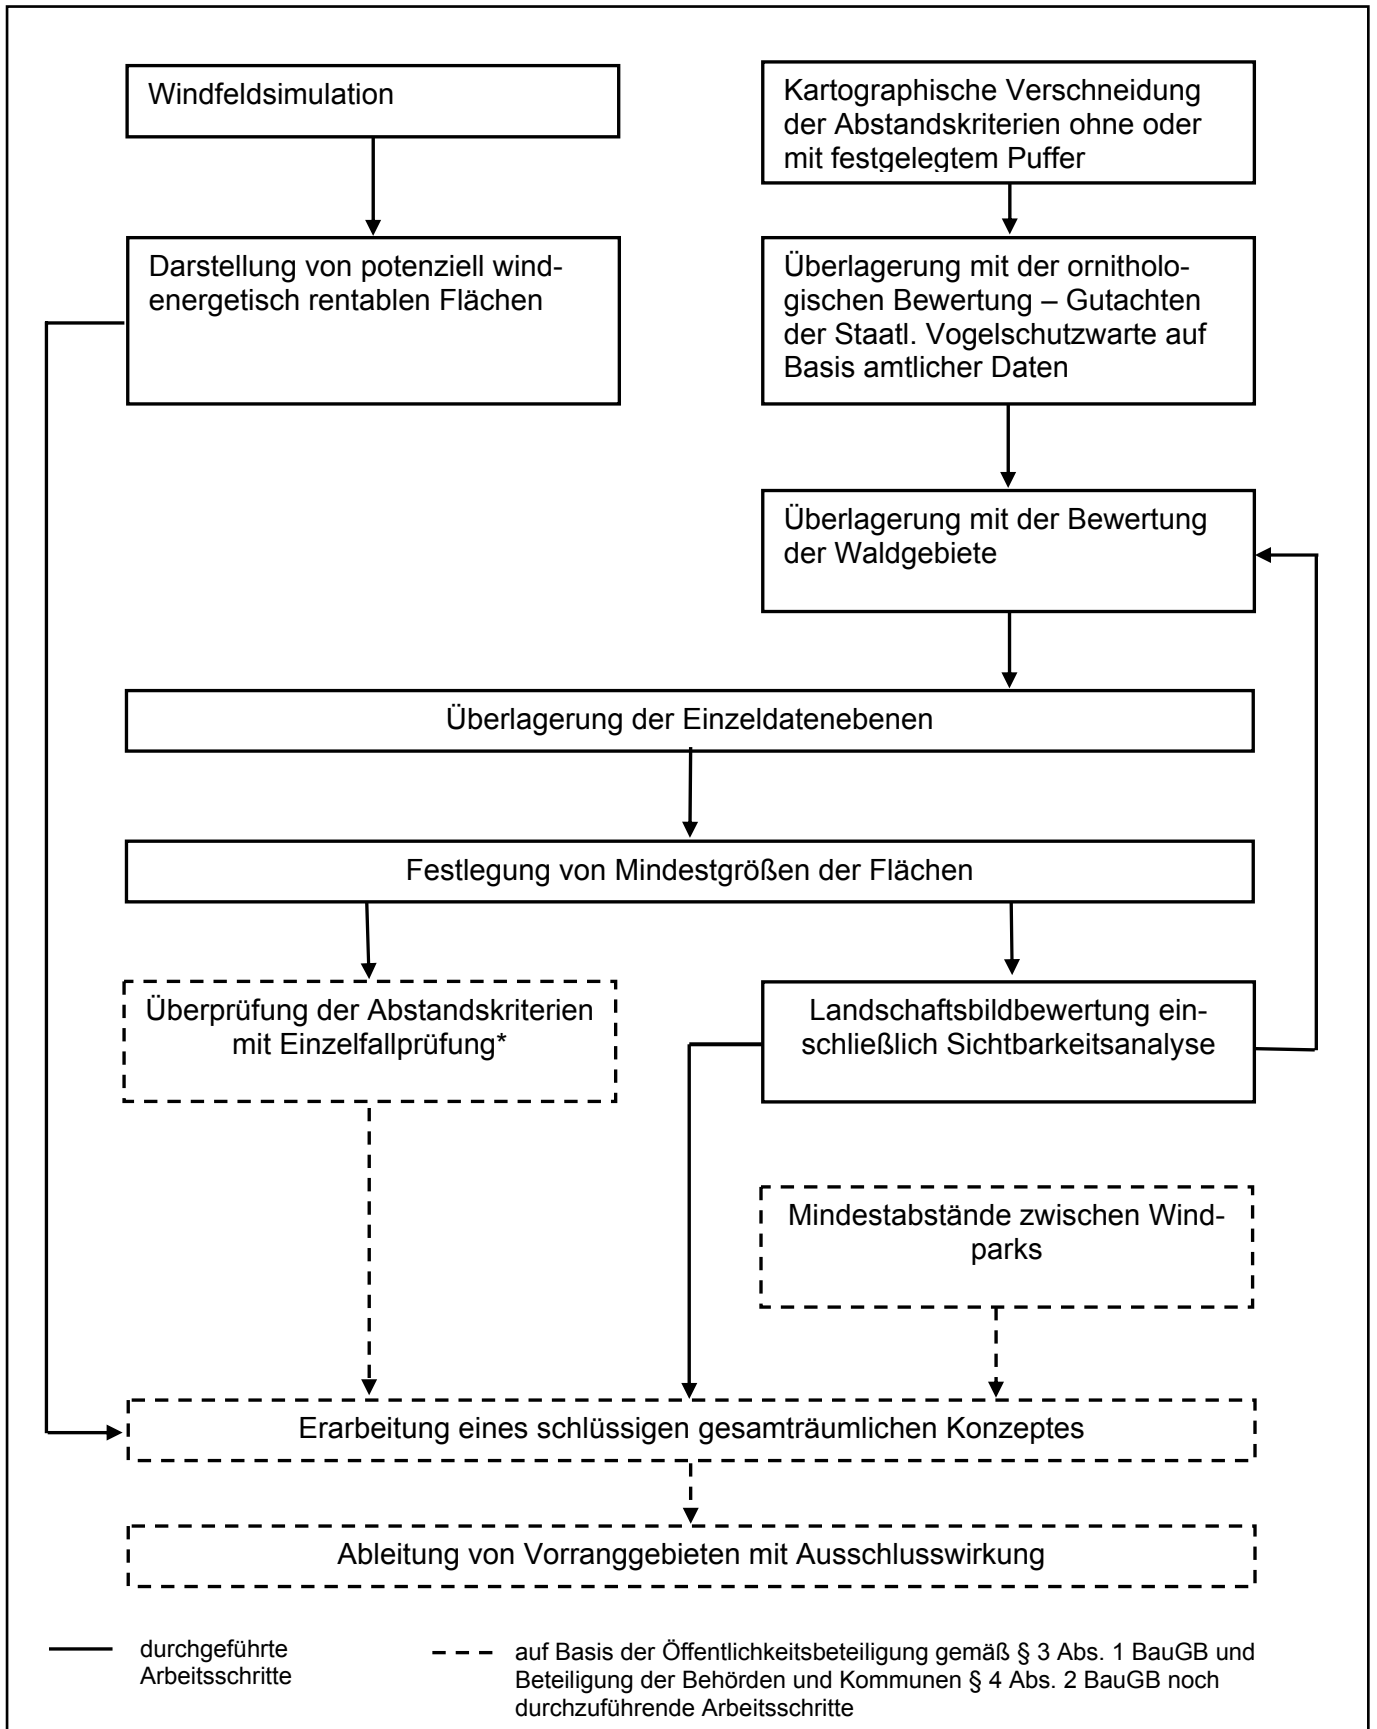 Windfeldsimulation
Kartographische Verschneidung
der Abstandskriterien ohne oder
mit festgelegtem Puffer
Darstellung von potenziell wind-
energetisch rentablen Flächen
Überlagerung mit der ornitholo-
gischen Bewertung – Gutachten
der Staatl. Vogelschutzwarte auf
Basis amtlicher Daten
Überlagerung mit der Bewertung
der Waldgebiete
Überlagerung der Einzeldatenebenen
Festlegung von Mindestgrößen der Flächen
Überprüfung der Abstandskriterien
mit Einzelfallprüfung*
Landschaftsbildbewertung ein-
schließlich Sichtbarkeitsanalyse
Mindestabstände zwischen Wind-
parks
Erarbeitung eines schlüssigen gesamträumlichen Konzeptes
Ableitung von Vorranggebieten mit Ausschlusswirkung
durchgeführte
Arbeitsschritte
auf Basis der Öffentlichkeitsbeteiligung gemäß § 3 Abs. 1 BauGB und
Beteiligung der Behörden und Kommunen § 4 Abs. 2 BauGB noch
durchzuführende Arbeitsschritte